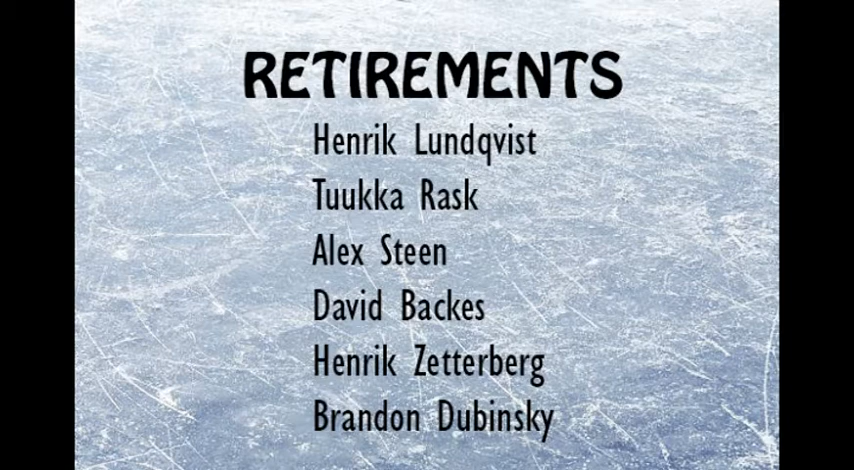 RETIREMENTS
Henrik Lundqvist
Tuukka Rask
Alex Steen
David Backes
Henrik Zetterberg
Brandon Dubinsky